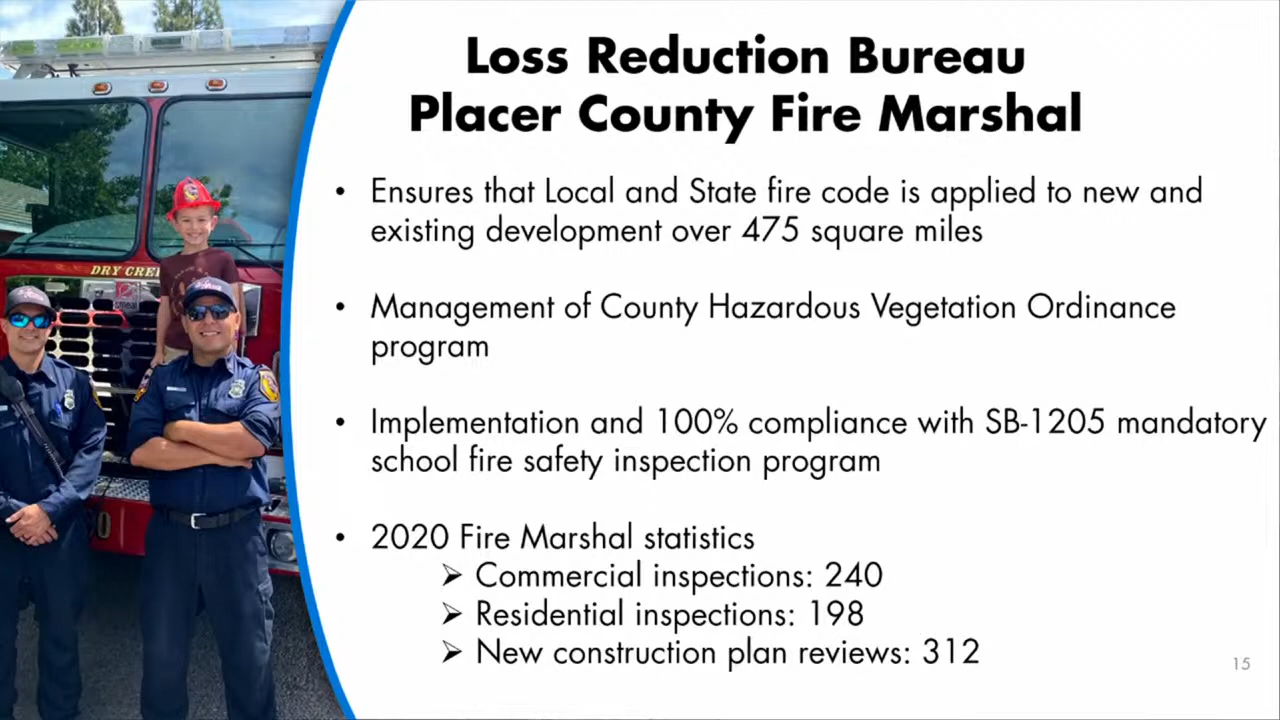 Loss Reduction Bureau
Placer County Fire Marshal
• Ensures that Local and State fire code is applied to new and
existing development over 475 square miles
• Management of County Hazardous Vegetation Ordinance
program
• Implementation and 100% compliance with SB-1205 mandatory
school fire safety inspection program
• 2020 Fire Marshal statistics
➢ Commercial inspections: 240
➢ Residential inspections: 198
➢ New construction plan reviews: 312
15
DRY CREE